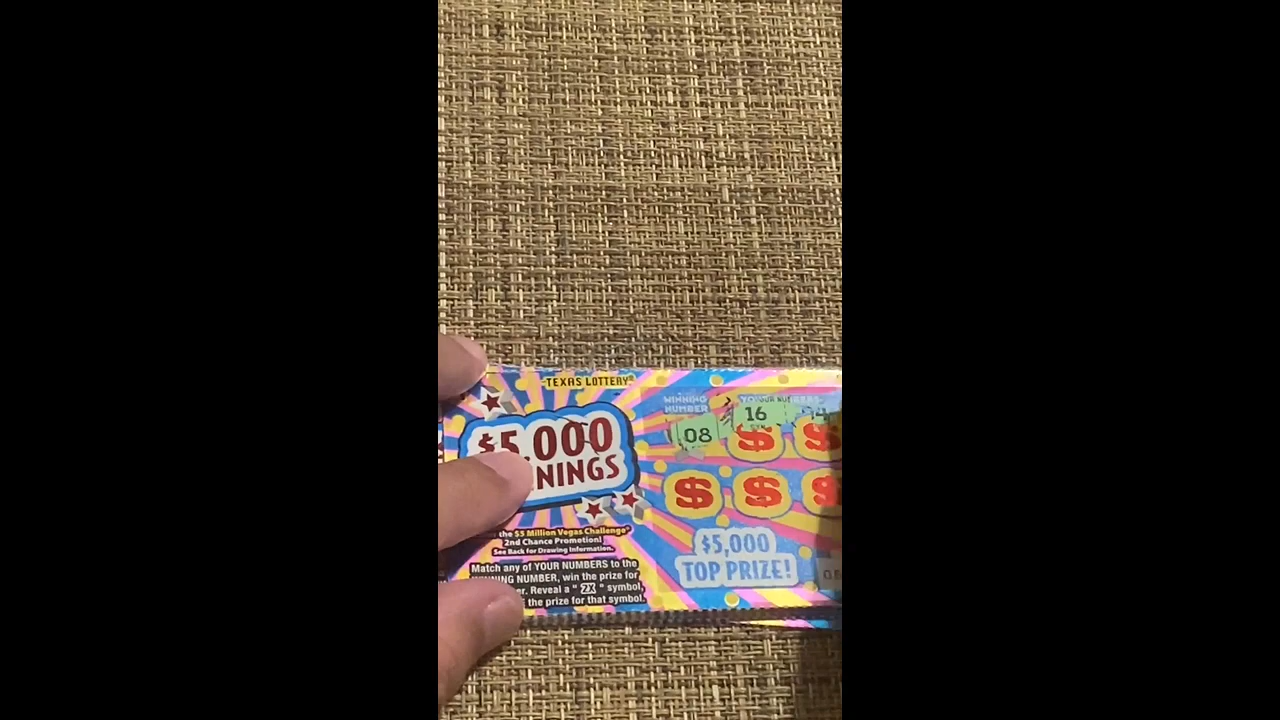 TEXAS LOTTERY
$5,000
NINGS
the $5 Million Vegas Challenge
2nd Chance Promotion!
See Back for Drawing Information.
Match any of YOUR NUMBERS to the
NING NUMBER, win the prize for
Reveal a "2X" symbol,
the prize for that symbol.
WINNING
NUMBER
08
16
$
$
$
$
$
$5,000
TOP PRIZE!